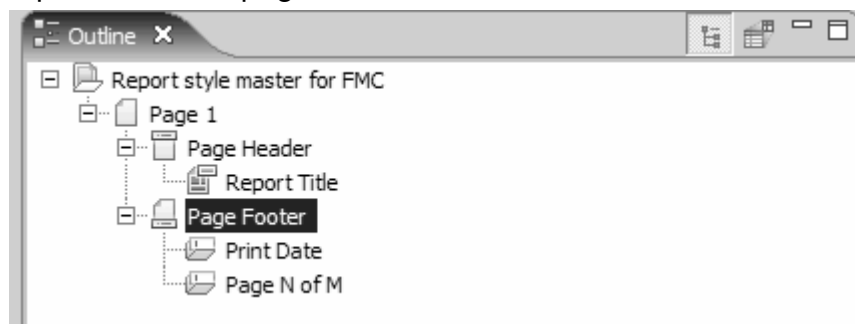 Outline
Report style master for FMC
Page 1
Page Header
Report Title
Page Footer
Print Date
Page N of M